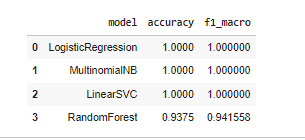 model accuracy f1_macro
0 LogisticRegression 1.0000 1.000000
1 MultinomialNB 1.0000 1.000000
2 LinearSVC 1.0000 1.000000
3 RandomForest 0.9375 0.941558